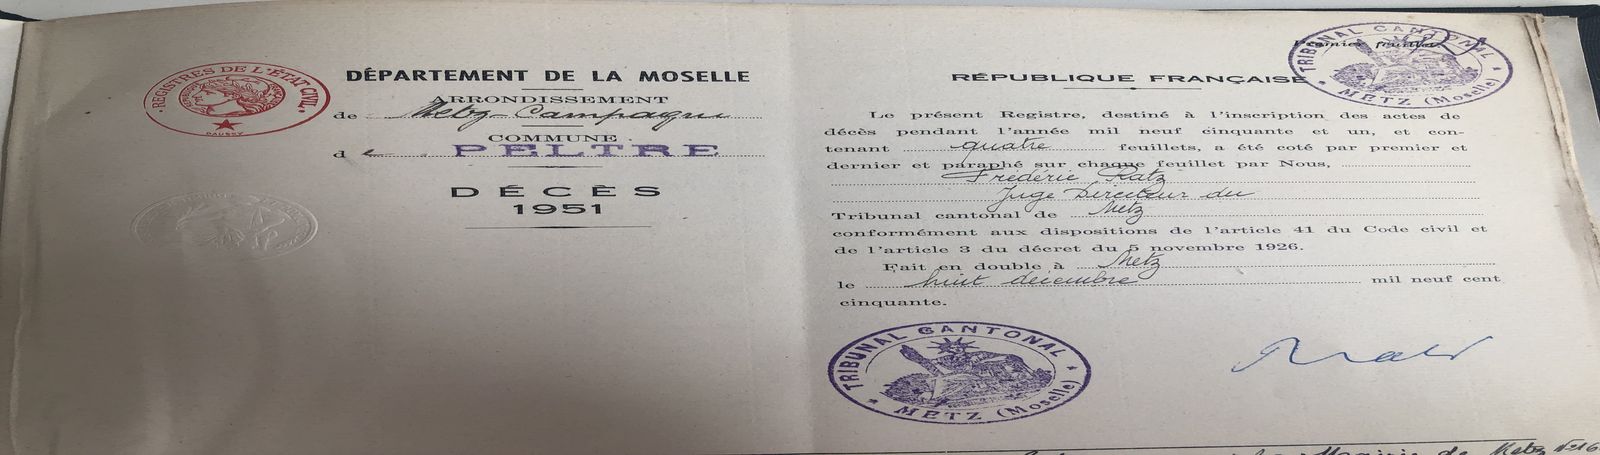 REGISTRES DE L'ÉTAT CIVIL
DÉPARTEMENT DE LA MOSELLE
ARRONDISSEMENT
de Metz-Campagne
COMMUNE
d e PELTRE
DÉCÈS
1951
Premier feuillet
TRIBUNAL CANTONAL
METZ (Moselle)
RÉPUBLIQUE FRANÇAISE
Le présent Registre, destiné à l'inscription des actes de
décès pendant l'année mil neuf cinquante et un, et con-
tenant quatre feuillets, a été coté par premier et
dernier et paraphé sur chaque feuillet par Nous,
Frédéric Ratz
Juge Directeur du
Tribunal cantonal de Metz
conformément aux dispositions de l'article 41 du Code civil et
de l'article 3 du décret du 5 novembre 1926.
Fait en double à Metz
le huit décembre mil neuf cent
cinquante.
TRIBUNAL CANTONAL
METZ (Moselle)
Mairie de Metz